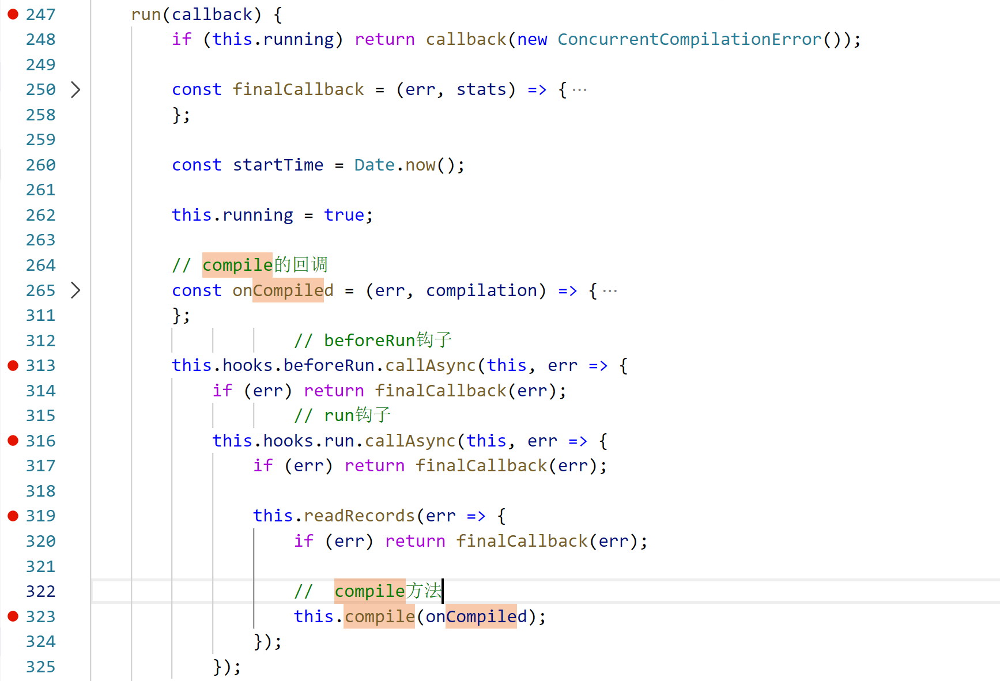 247 run(callback) {
248 if (this.running) return callback(new ConcurrentCompilationError());
249
250 const finalCallback = (err, stats) => {···
258 };
259
260 const startTime = Date.now();
261
262 this.running = true;
263
264 // compile的回调
265 const onCompiled = (err, compilation) => {···
311 };
312 // beforeRun钩子
313 this.hooks.beforeRun.callAsync(this, err => {
314 if (err) return finalCallback(err);
315 // run钩子
316 this.hooks.run.callAsync(this, err => {
317 if (err) return finalCallback(err);
318
319 this.readRecords(err => {
320 if (err) return finalCallback(err);
321
322 // compile方法
323 this.compile(onCompiled);
324 });
325 });